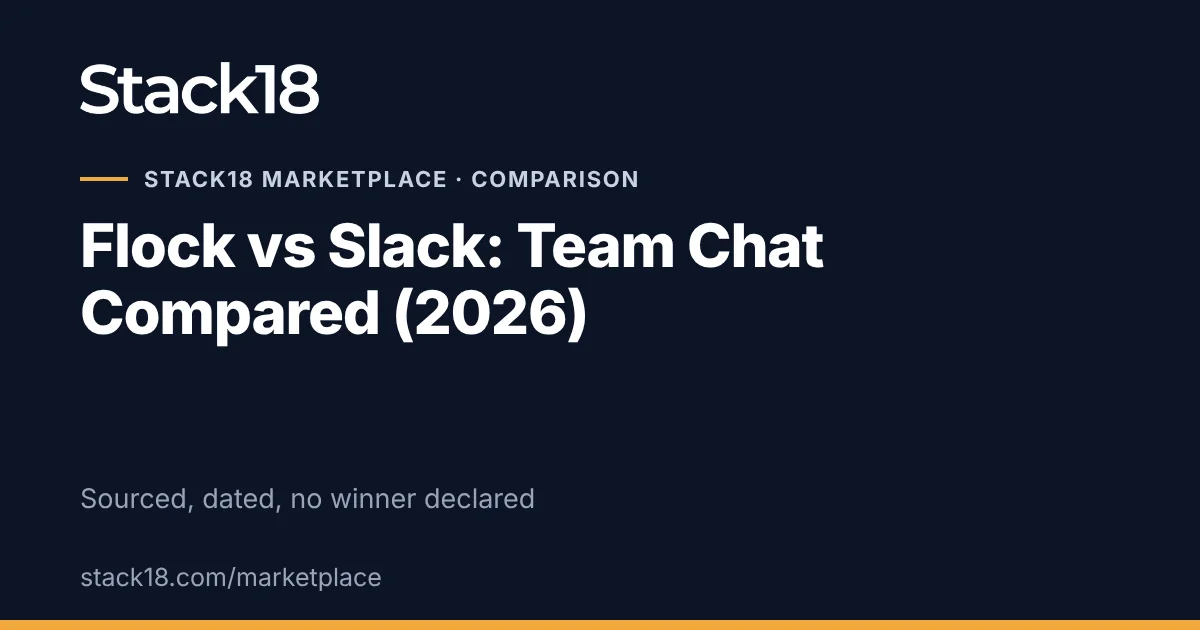 Stack18
STACK18 MARKETPLACE · COMPARISON
Flock vs Slack: Team Chat
Compared (2026)
Sourced, dated, no winner declared
stack18.com/marketplace